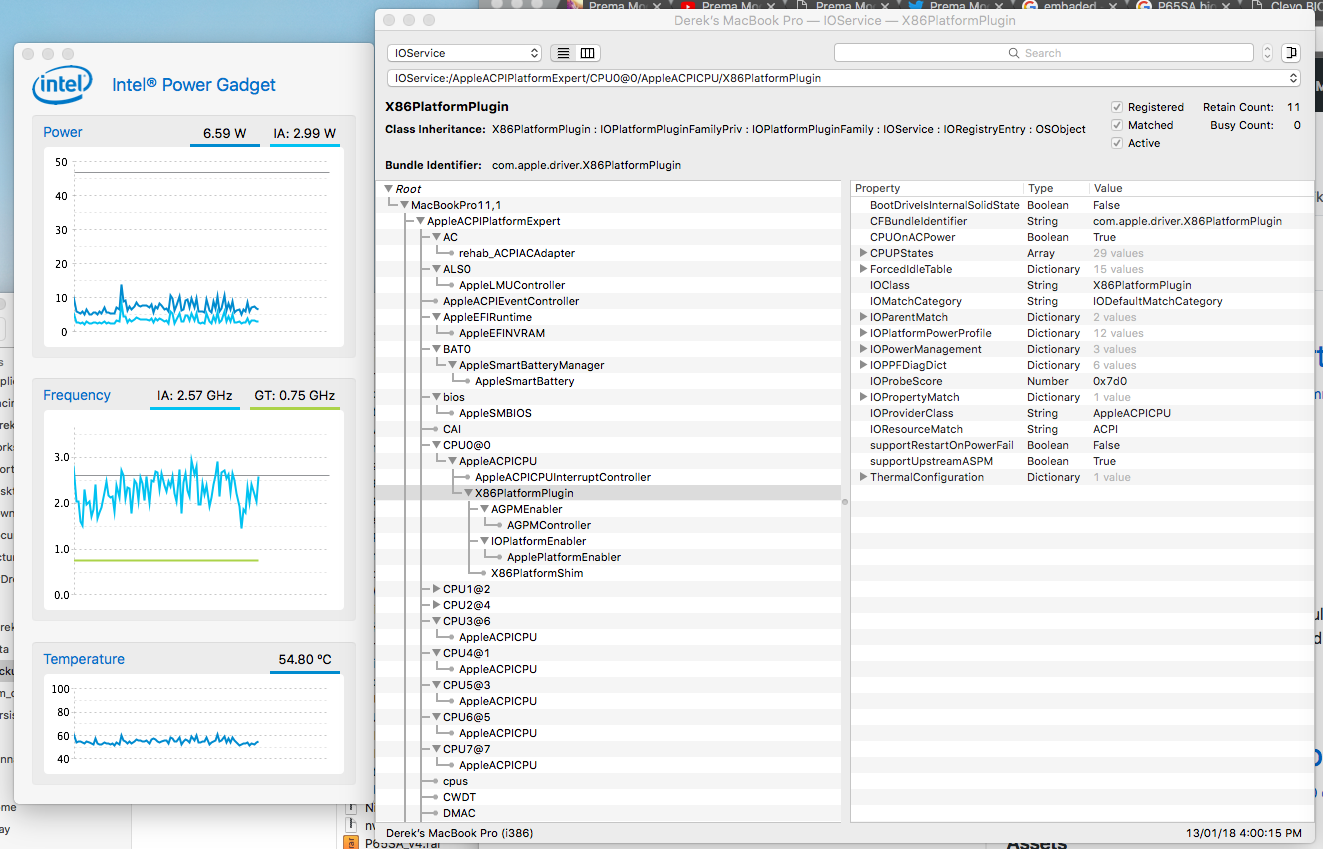 Prema Mo
Prema Mo
Prema Mo
Prema Mo
embaded
P65SA bio
Clevo BIO
Derek's MacBook Pro — IOService — X86PlatformPlugin
IOService
Search
IOService:/AppleACPIPlatformExpert/CPU0@0/AppleACPICPU/X86PlatformPlugin
X86PlatformPlugin
Class Inheritance: X86PlatformPlugin : IOPlatformPluginFamilyPriv : IOPlatformPluginFamily : IOService : IORegistryEntry : OSObject
Bundle Identifier: com.apple.driver.X86PlatformPlugin
Registered Retain Count: 11
Matched Busy Count: 0
Active
intel
Intel® Power Gadget
Power 6.59 W IA: 2.99 W
50
40
30
20
10
0
Frequency IA: 2.57 GHz GT: 0.75 GHz
3.0
2.0
1.0
0.0
Temperature 54.80 ºC
100
80
60
40
Root
MacBookPro11,1
AppleACPIPlatformExpert
AC
rehab_ACPIACAdapter
ALS0
AppleLMUController
AppleACPIEventController
AppleEFIRuntime
AppleEFINVRAM
BAT0
AppleSmartBatteryManager
AppleSmartBattery
bios
AppleSMBIOS
CAI
CPU0@0
AppleACPICPU
AppleACPICPUInterruptController
X86PlatformPlugin
AGPMEnabler
AGPMController
IOPlatformEnabler
ApplePlatformEnabler
X86PlatformShim
CPU1@2
CPU2@4
CPU3@6
AppleACPICPU
CPU4@1
AppleACPICPU
CPU5@3
AppleACPICPU
CPU6@5
AppleACPICPU
CPU7@7
AppleACPICPU
cpus
CWDT
DMAC
Property Type Value
BootDriveIsInternalSolidState Boolean False
CFBundleIdentifier String com.apple.driver.X86PlatformPlugin
CPUOnACPower Boolean True
CPUPStates Array 29 values
ForcedIdleTable Dictionary 15 values
IOClass String X86PlatformPlugin
IOMatchCategory String IODefaultMatchCategory
IOParentMatch Dictionary 2 values
IOPlatformPowerProfile Dictionary 12 values
IOPowerManagement Dictionary 3 values
IOPPFDiagDict Dictionary 6 values
IOProbeScore Number 0x7d0
IOPropertyMatch Dictionary 1 value
IOProviderClass String AppleACPICPU
IOResourceMatch String ACPI
supportRestartOnPowerFail Boolean False
supportUpstreamASPM Boolean True
ThermalConfiguration Dictionary 1 value
Derek's MacBook Pro (i386) 13/01/18 4:00:15 PM
P65SA_v4.rar
Assets